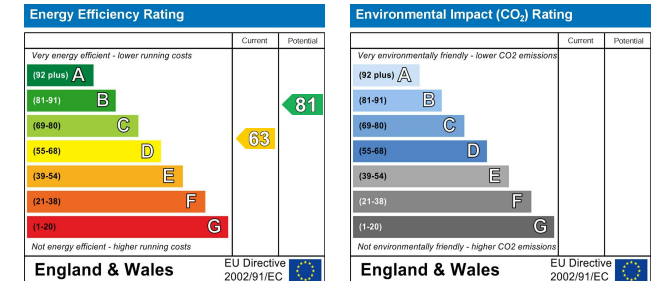 Energy Efficiency Rating
Current Potential
Very energy efficient - lower running costs
(92 plus) A
(81-91) B
81
(69-80) C
63
(55-68) D
(39-54) E
(21-38) F
(1-20) G
Not energy efficient - higher running costs
England & Wales
EU Directive
2002/91/EC
Environmental Impact (CO₂) Rating
Current Potential
Very environmentally friendly - lower CO2 emissions
(92 plus) A
(81-91) B
(69-80) C
(55-68) D
(39-54) E
(21-38) F
(1-20) G
Not environmentally friendly - higher CO2 emissions
England & Wales
EU Directive
2002/91/EC